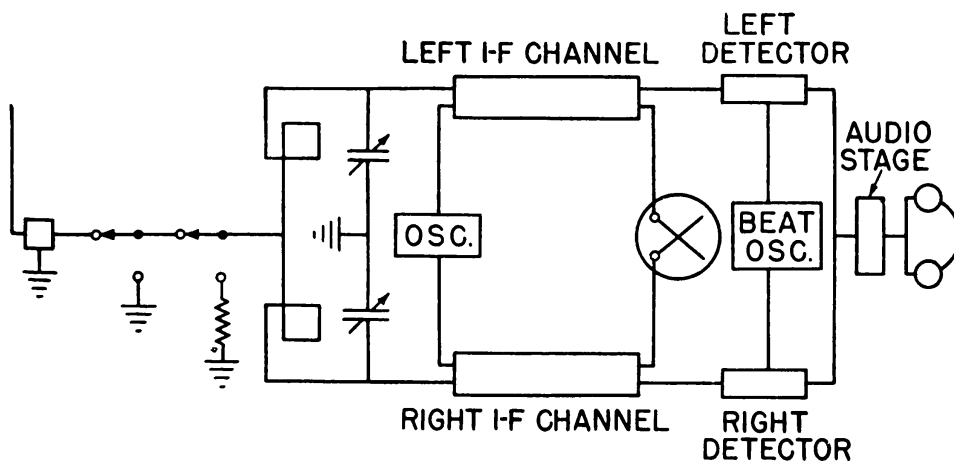 LEFT I-F CHANNEL
LEFT
DETECTOR
AUDIO
STAGE
OSC.
BEAT
OSC.
RIGHT I-F CHANNEL
RIGHT
DETECTOR